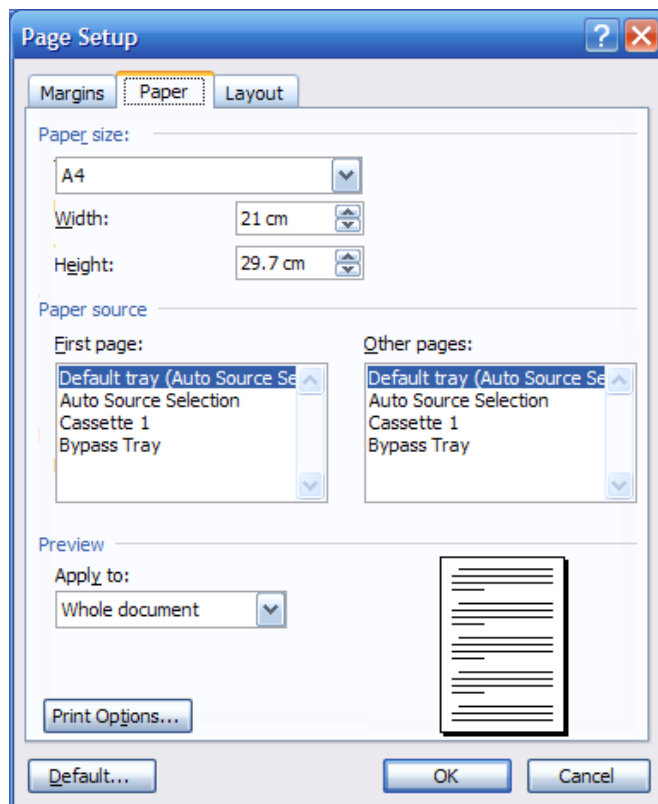 Page Setup
Margins Paper Layout
Paper size:
A4
Width: 21 cm
Height: 29.7 cm
Paper source
First page: Other pages:
Default tray (Auto Source Se Default tray (Auto Source Se
Auto Source Selection Auto Source Selection
Cassette 1 Cassette 1
Bypass Tray Bypass Tray
Preview
Apply to:
Whole document
Print Options...
Default... OK Cancel